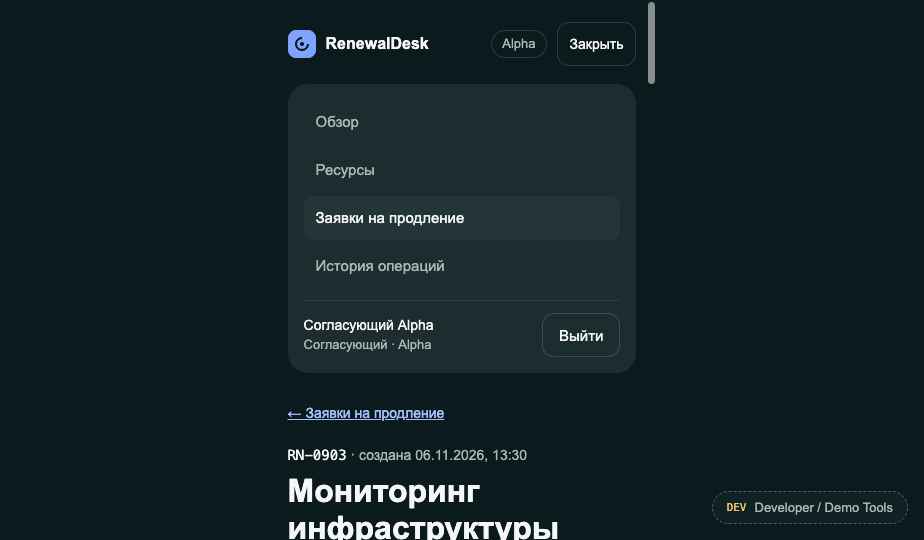 RenewalDesk
Alpha
Закрыть
Обзор
Ресурсы
Заявки на продление
История операций
Согласующий Alpha
Согласующий · Alpha
Выйти
← Заявки на продление
RN-0903 · создана 06.11.2026, 13:30
Мониторинг
инфраструктуры
DEV Developer / Demo Tools